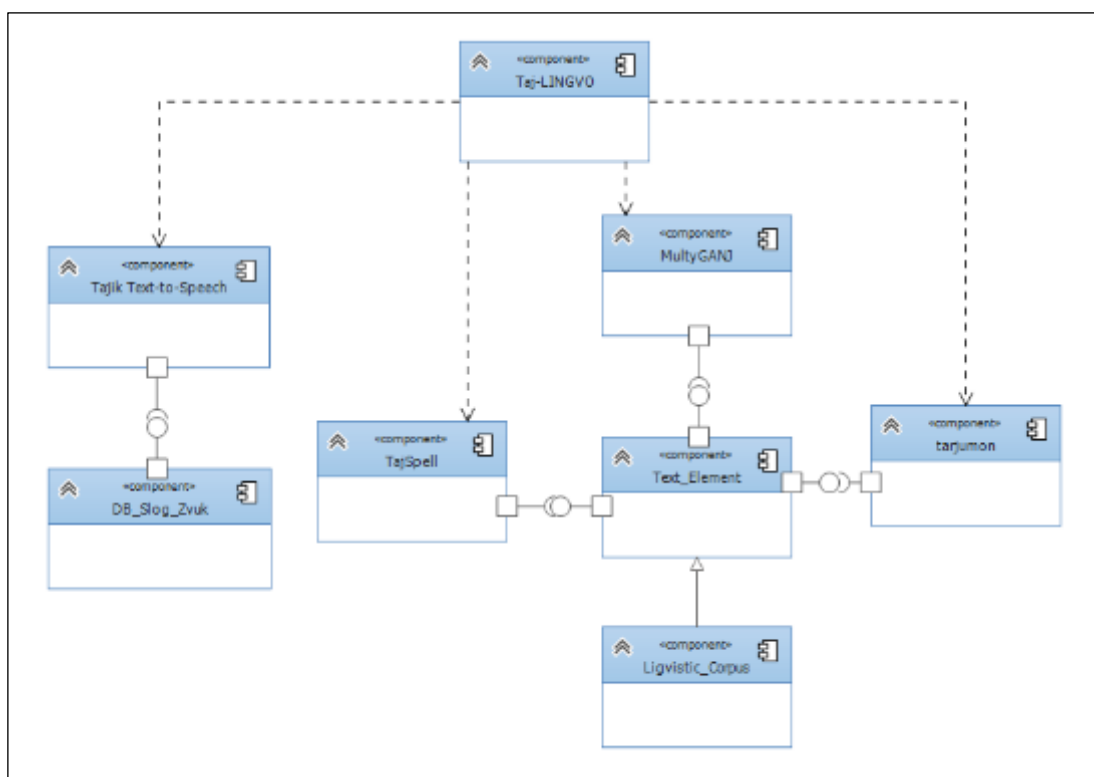 «component»
Taj-LINGVO
«component»
MultyGANJ
«component»
Tajik Text-to-Speech
«component»
tarjumon
«component»
TajSpell
«component»
Text_Element
«component»
DB_Slog_Zvuk
«component»
Ligvistic_Corpus